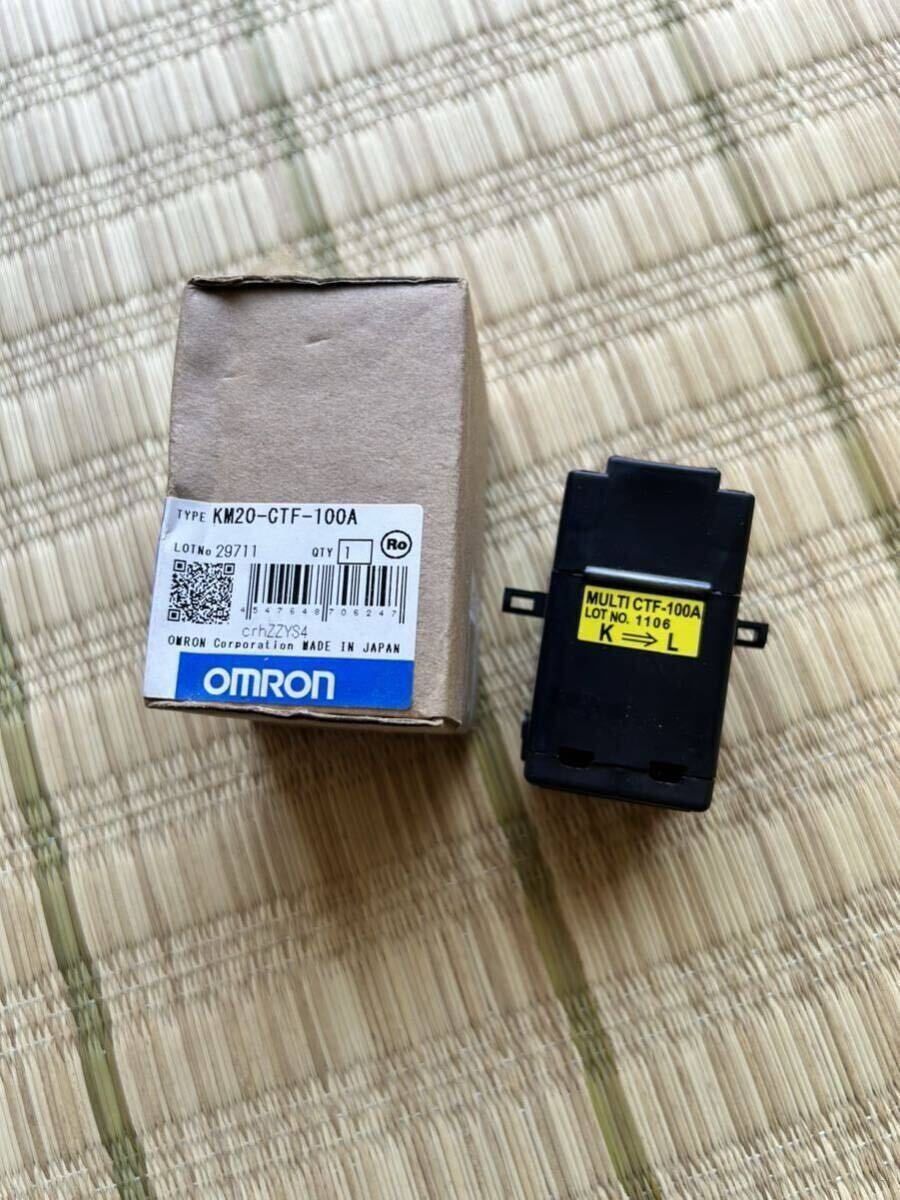 TYPE KM20-CTF-100A
LOTNo 29711 QTY 1 Ro
4547648706247
crhZZYS4
OMRON Corporation MADE IN JAPAN
OMRON
MULTI CTF-100A
LOT NO. 1106
K ⇒ L